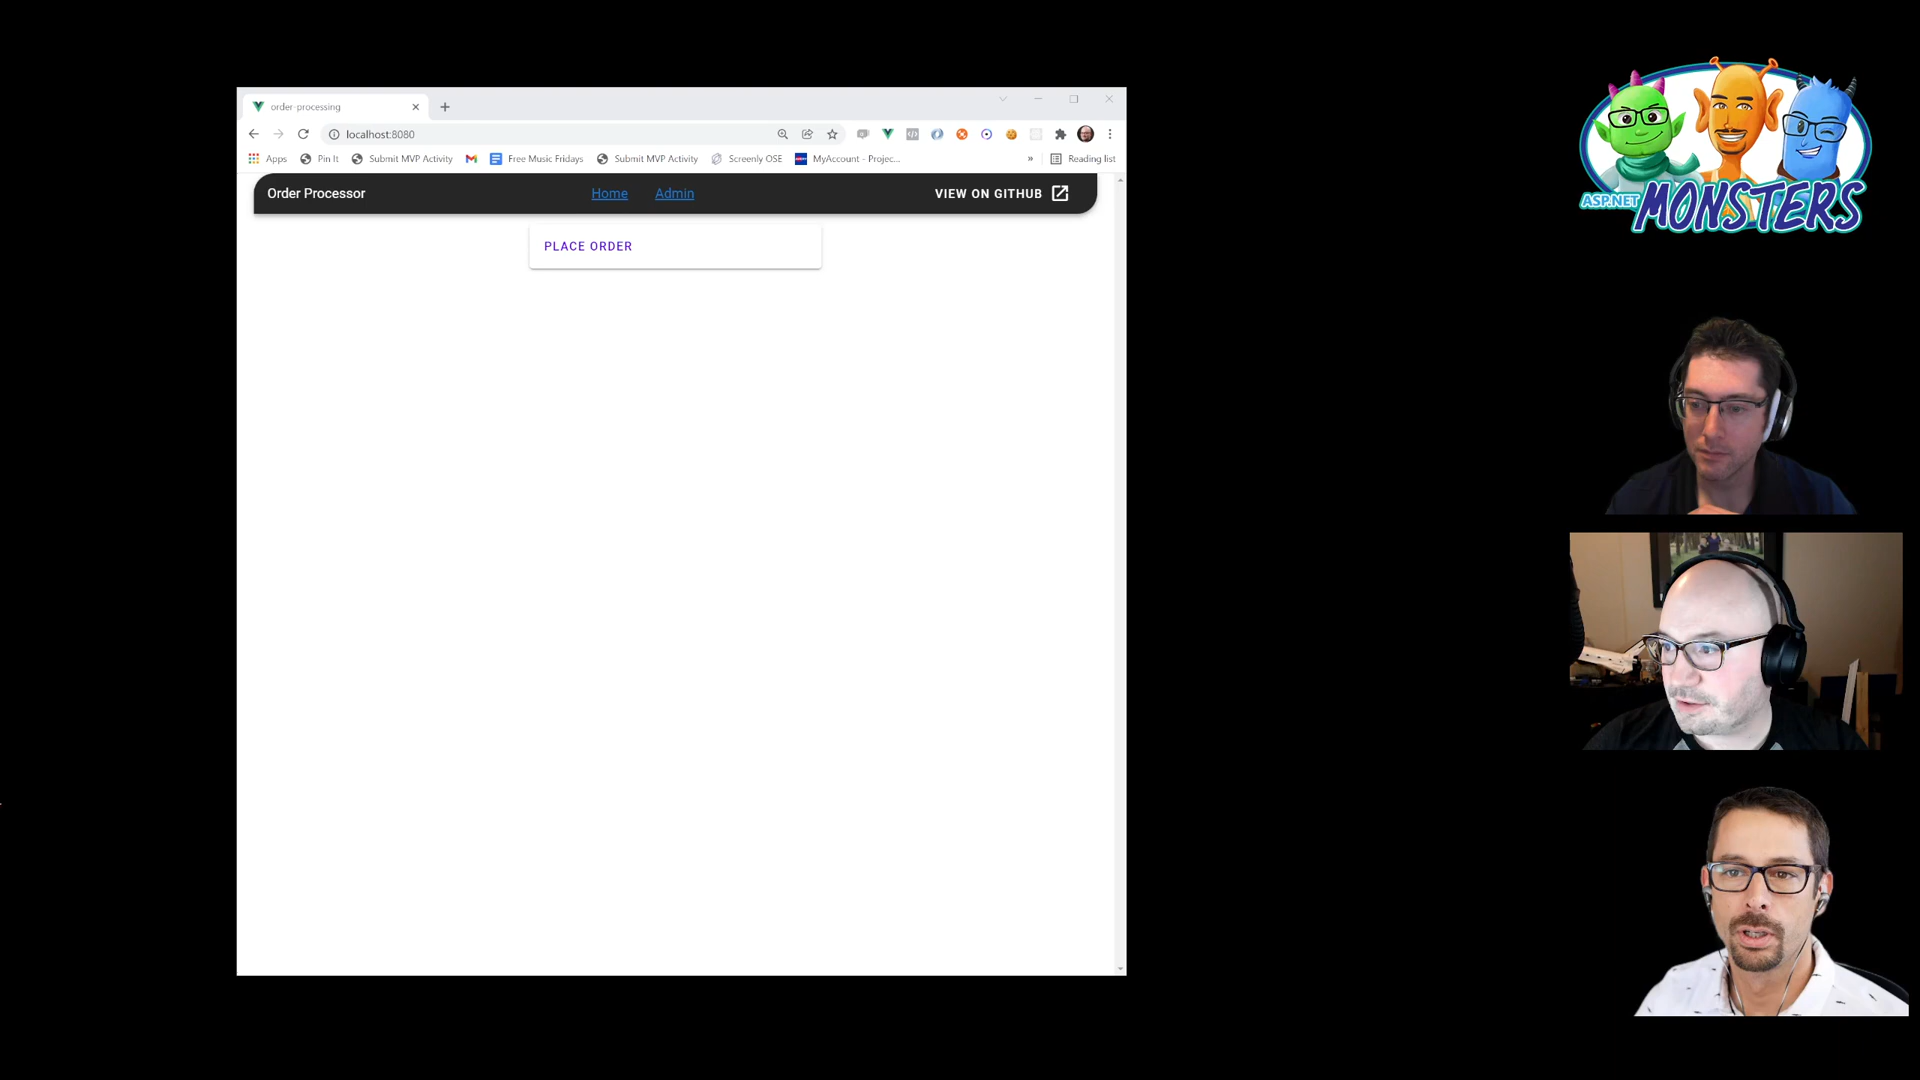 order-processing
localhost:8080
Apps Pin It Submit MVP Activity Free Music Fridays Submit MVP Activity Screenly OSE MyAccount - Projec... » Reading list
Order Processor Home Admin VIEW ON GITHUB
PLACE ORDER
ASP.NET MONSTERS